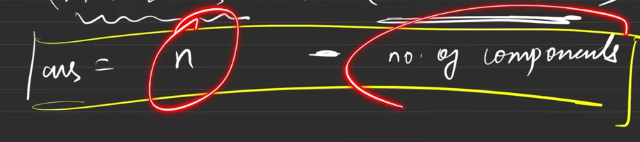 ans = n - no. of components